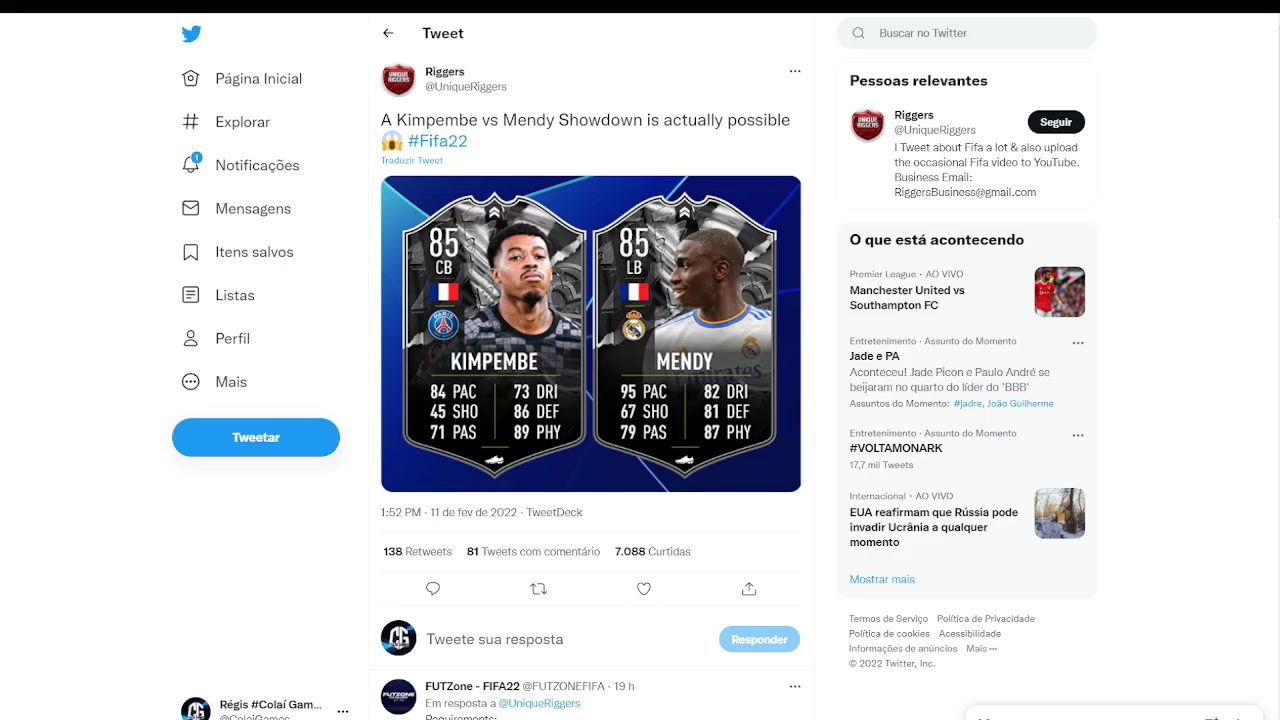 Tweet
Buscar no Twitter
Página Inicial
Explorar
1
Notificações
Mensagens
Itens salvos
Listas
Perfil
Mais
Tweetar
Régis #Colaí Gam...
@ColaiGames
Riggers
@UniqueRiggers
A Kimpembe vs Mendy Showdown is actually possible
😱 #Fifa22
Traduzir Tweet
85
CB
KIMPEMBE
84 PAC 73 DRI
45 SHO 86 DEF
71 PAS 89 PHY
85
LB
MENDY
95 PAC 82 DRI
67 SHO 81 DEF
79 PAS 87 PHY
1:52 PM · 11 de fev de 2022 · TweetDeck
138 Retweets 81 Tweets com comentário 7.088 Curtidas
Tweete sua resposta
Responder
FUTZone - FIFA22 @FUTZONEFIFA · 19 h
Em resposta a @UniqueRiggers
Requirements:
Pessoas relevantes
Riggers
@UniqueRiggers
Seguir
I Tweet about Fifa a lot & also upload
the occasional Fifa video to YouTube.
Business Email:
RiggersBusiness@gmail.com
O que está acontecendo
Premier League · AO VIVO
Manchester United vs
Southampton FC
Entretenimento · Assunto do Momento
Jade e PA
Aconteceu! Jade Picon e Paulo André se
beijaram no quarto do líder do 'BBB'
Assuntos do Momento: #jadre, João Guilherme
Entretenimento · Assunto do Momento
#VOLTAMONARK
17,7 mil Tweets
Internacional · AO VIVO
EUA reafirmam que Rússia pode
invadir Ucrânia a qualquer
momento
Mostrar mais
Termos de Serviço Política de Privacidade
Política de cookies Acessibilidade
Informações de anúncios Mais ···
© 2022 Twitter, Inc.